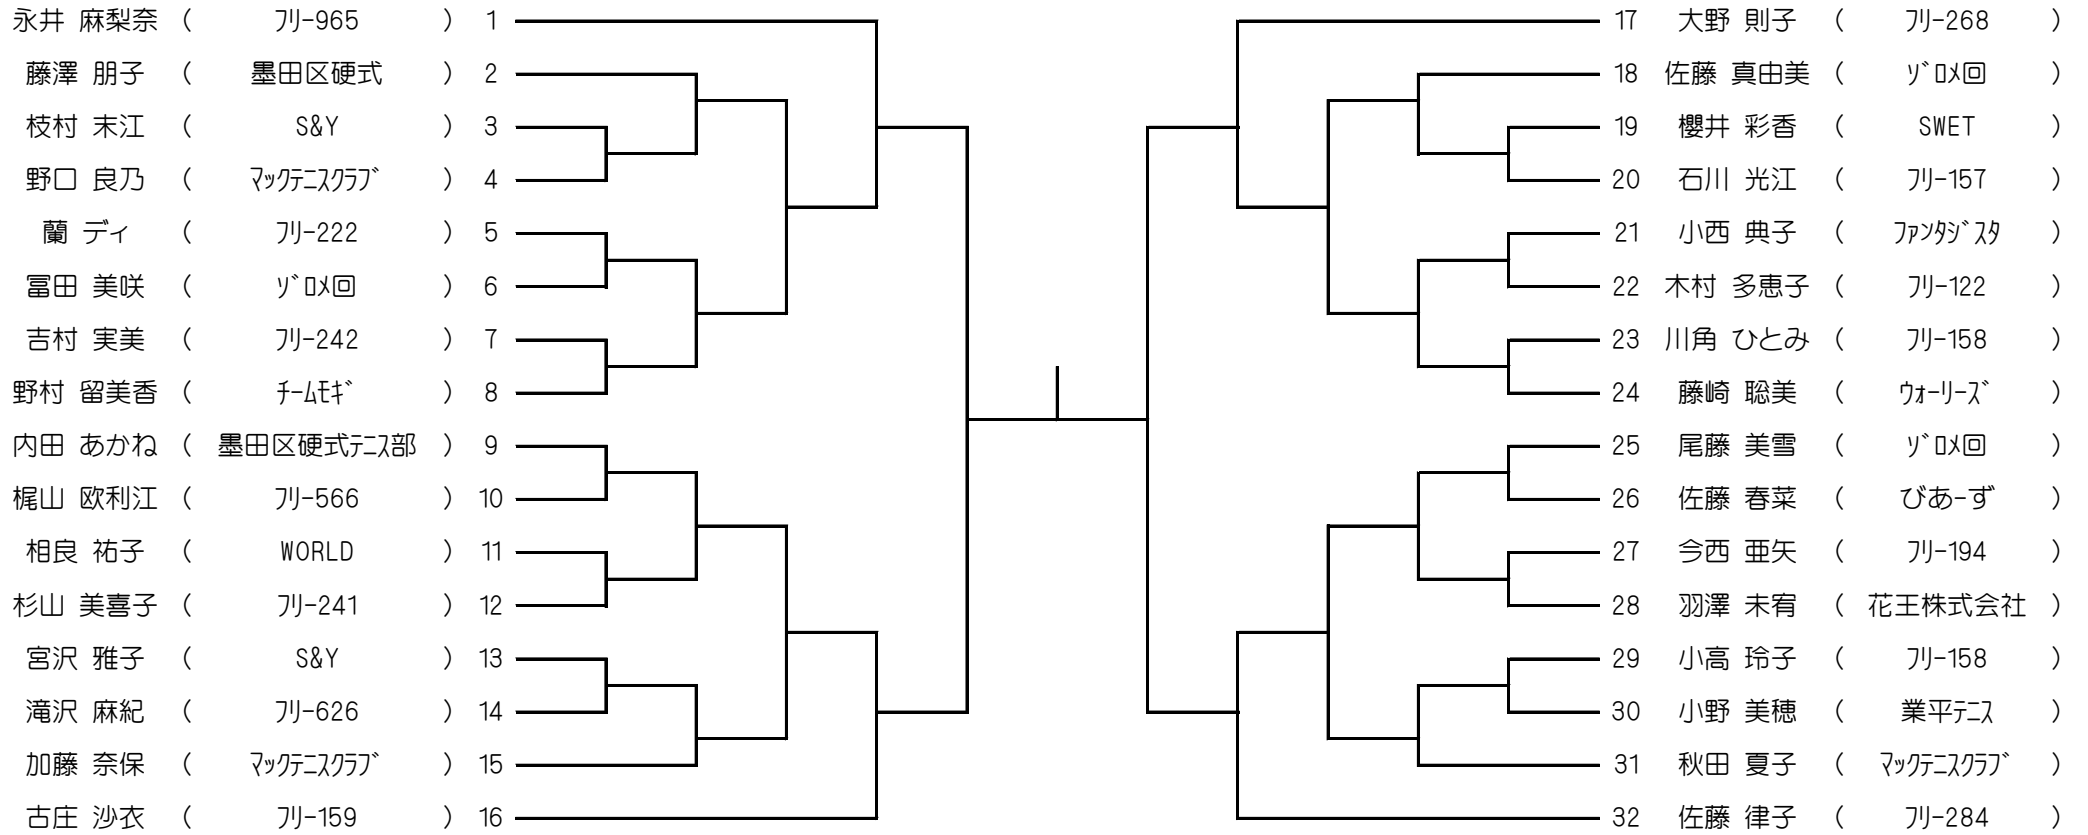 永井 麻梨奈 ( ﾌﾘｰ965 ) 1
藤澤 朋子 ( 墨田区硬式 ) 2
枝村 末江 ( S&Y ) 3
野口 良乃 ( ﾏｯｸﾃﾆｽｸﾗﾌﾞ ) 4
蘭 ディ ( ﾌﾘｰ222 ) 5
冨田 美咲 ( ｿﾞﾛﾒ回 ) 6
吉村 実美 ( ﾌﾘｰ242 ) 7
野村 留美香 ( ﾁｰﾑﾓｷﾞ ) 8
内田 あかね ( 墨田区硬式ﾃﾆｽ部 ) 9
梶山 欧利江 ( ﾌﾘｰ566 ) 10
相良 祐子 ( WORLD ) 11
杉山 美喜子 ( ﾌﾘｰ241 ) 12
宮沢 雅子 ( S&Y ) 13
滝沢 麻紀 ( ﾌﾘｰ626 ) 14
加藤 奈保 ( ﾏｯｸﾃﾆｽｸﾗﾌﾞ ) 15
古庄 沙衣 ( ﾌﾘｰ159 ) 16
17 大野 則子 ( ﾌﾘｰ268 )
18 佐藤 真由美 ( ｿﾞﾛﾒ回 )
19 櫻井 彩香 ( SWET )
20 石川 光江 ( ﾌﾘｰ157 )
21 小西 典子 ( ﾌｧﾝﾀｼﾞｽﾀ )
22 木村 多恵子 ( ﾌﾘｰ122 )
23 川角 ひとみ ( ﾌﾘｰ158 )
24 藤崎 聡美 ( ｳｫｰﾘｰｽﾞ )
25 尾藤 美雪 ( ｿﾞﾛﾒ回 )
26 佐藤 春菜 ( びあｰず )
27 今西 亜矢 ( ﾌﾘｰ194 )
28 羽澤 未宥 ( 花王株式会社 )
29 小高 玲子 ( ﾌﾘｰ158 )
30 小野 美穂 ( 業平ﾃﾆｽ )
31 秋田 夏子 ( ﾏｯｸﾃﾆｽｸﾗﾌﾞ )
32 佐藤 律子 ( ﾌﾘｰ284 )